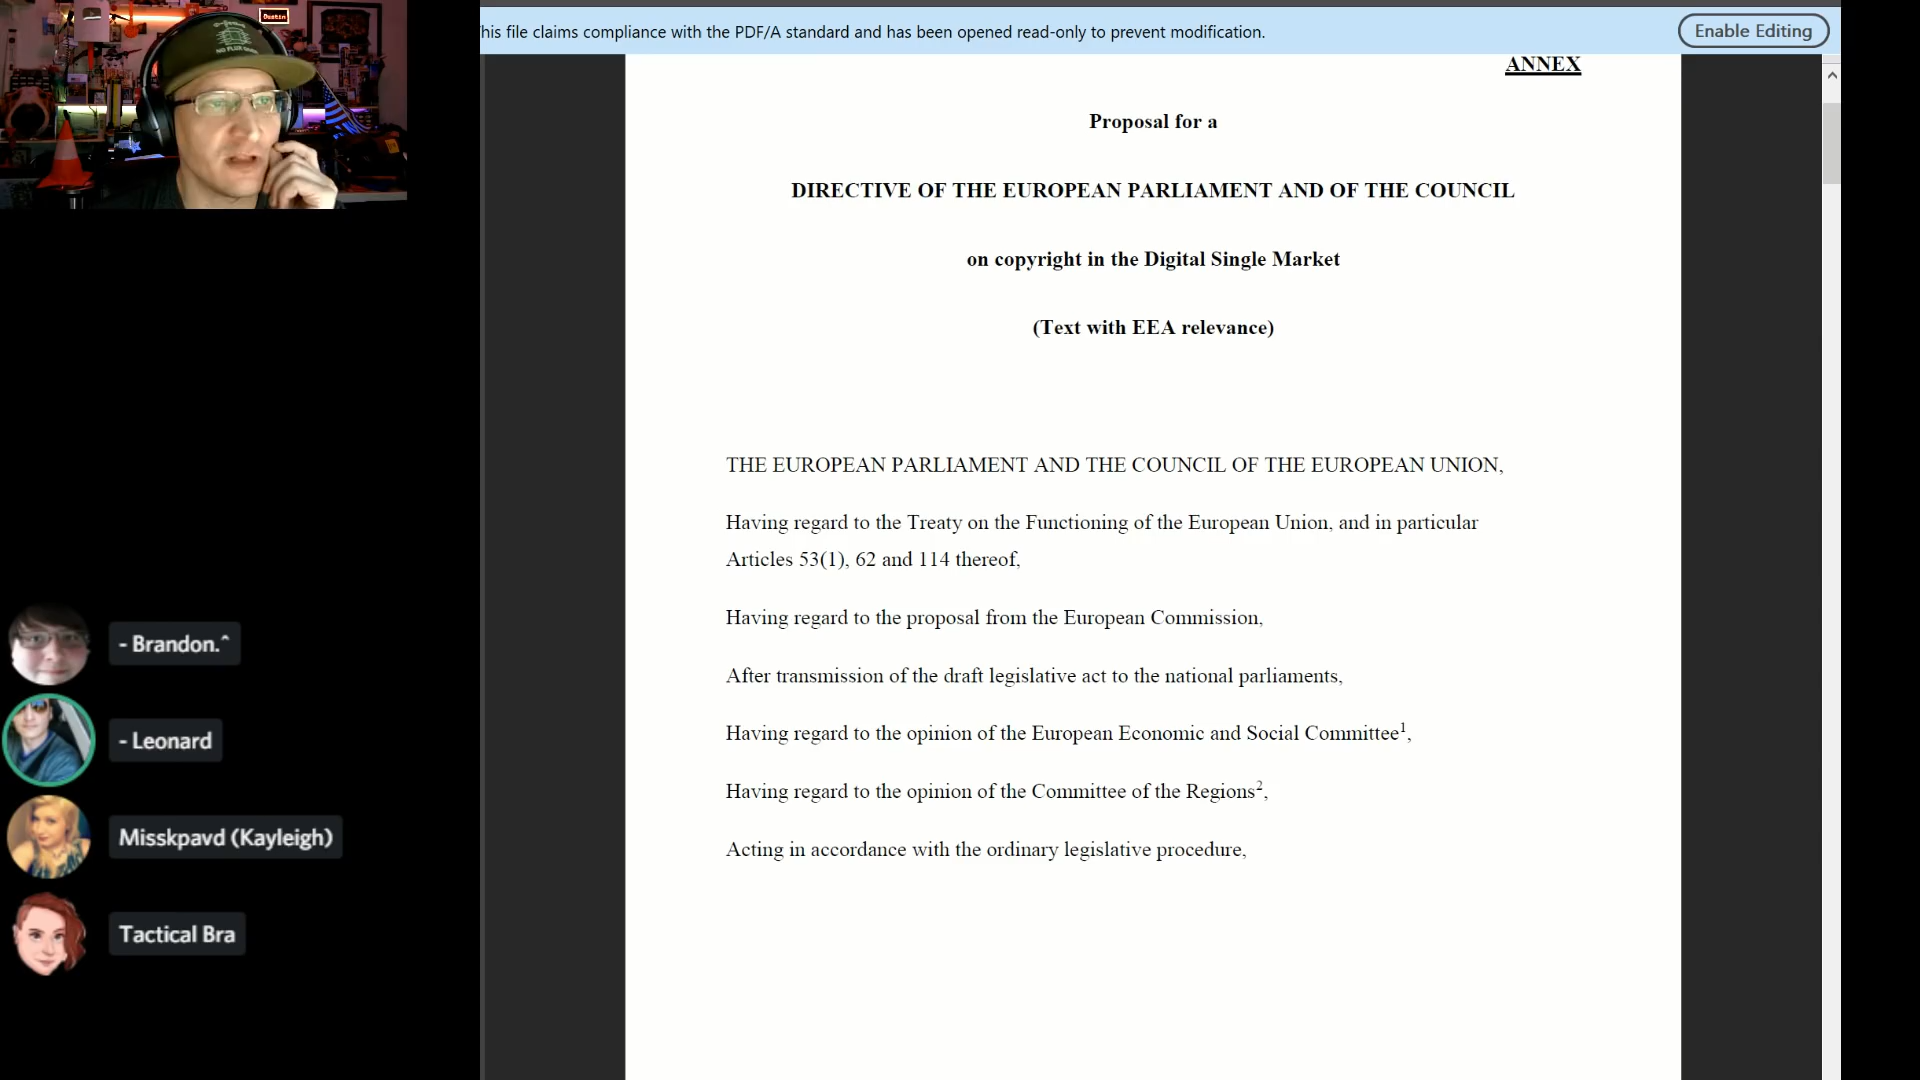 Dustin
his file claims compliance with the PDF/A standard and has been opened read-only to prevent modification.
Enable Editing
ANNEX
Proposal for a
DIRECTIVE OF THE EUROPEAN PARLIAMENT AND OF THE COUNCIL
on copyright in the Digital Single Market
(Text with EEA relevance)
THE EUROPEAN PARLIAMENT AND THE COUNCIL OF THE EUROPEAN UNION,
Having regard to the Treaty on the Functioning of the European Union, and in particular
Articles 53(1), 62 and 114 thereof,
Having regard to the proposal from the European Commission,
After transmission of the draft legislative act to the national parliaments,
Having regard to the opinion of the European Economic and Social Committee¹,
Having regard to the opinion of the Committee of the Regions²,
Acting in accordance with the ordinary legislative procedure,
- Brandon.^
- Leonard
Misskpavd (Kayleigh)
Tactical Bra